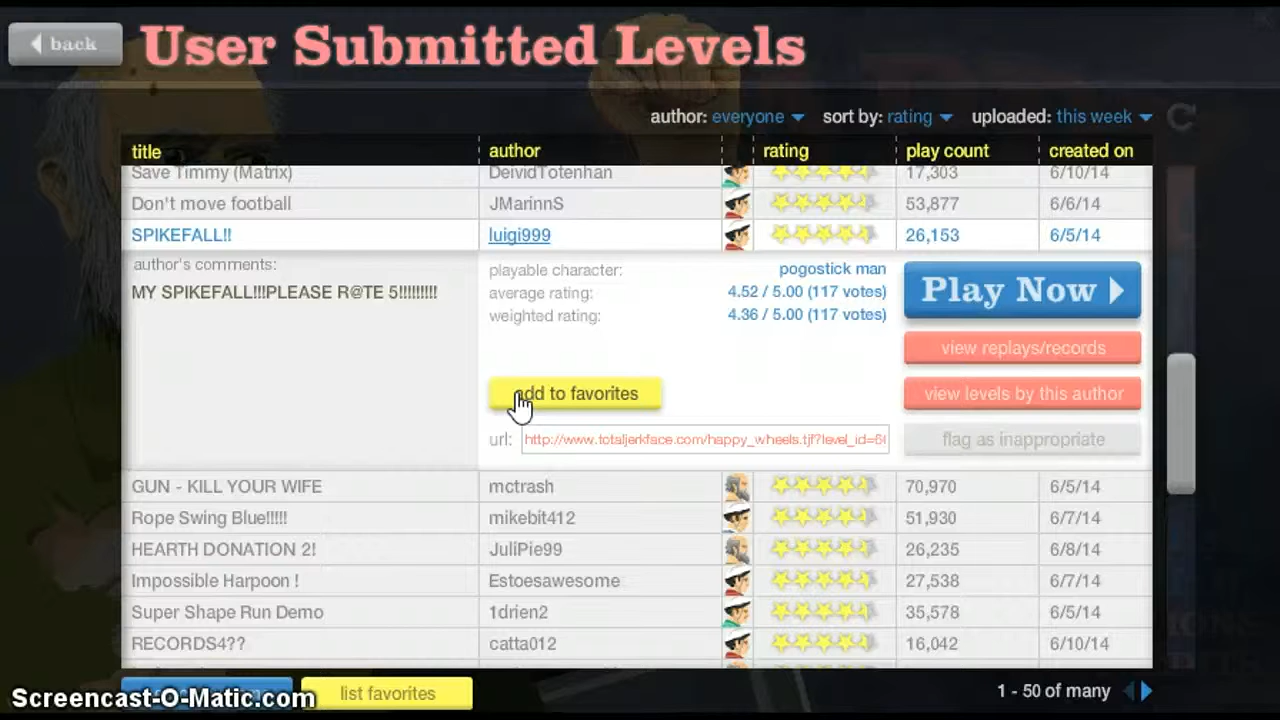 back
User Submitted Levels
author: everyone sort by: rating uploaded: this week
title author rating play count created on
Save Timmy (Matrix) DeividTotenhan 17,303 6/10/14
Don't move football JMarinnS 53,877 6/6/14
SPIKEFALL!! luigi999 26,153 6/5/14
author's comments:
MY SPIKEFALL!!!PLEASE R@TE 5!!!!!!!!!
playable character: pogostick man
average rating: 4.52 / 5.00 (117 votes)
weighted rating: 4.36 / 5.00 (117 votes)
add to favorites
url: http://www.totaljerkface.com/happy_wheels.tjf?level_id=6
Play Now
view replays/records
view levels by this author
flag as inappropriate
GUN - KILL YOUR WIFE mctrash 70,970 6/5/14
Rope Swing Blue!!!!! mikebit412 51,930 6/7/14
HEARTH DONATION 2! JuliPie99 26,235 6/8/14
Impossible Harpoon ! Estoesawesome 27,538 6/7/14
Super Shape Run Demo 1drien2 35,578 6/5/14
RECORDS4?? catta012 16,042 6/10/14
Screencast-O-Matic.com
list favorites
1 - 50 of many